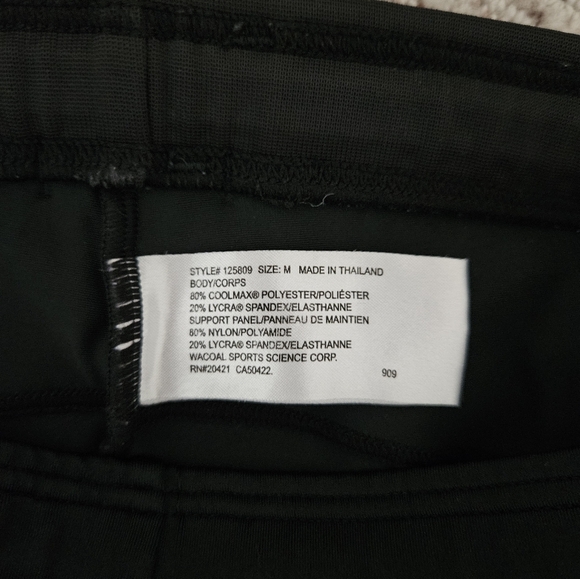 STYLE# 125809 SIZE: M MADE IN THAILAND
BODY/CORPS
80% COOLMAX® POLYESTER/POLIÉSTER
20% LYCRA® SPANDEX/ELASTHANNE
SUPPORT PANEL/PANNEAU DE MAINTIEN
80% NYLON/POLYAMIDE
20% LYCRA® SPANDEX/ELASTHANNE
WACOAL SPORTS SCIENCE CORP.
RN#20421 CA50422. 909